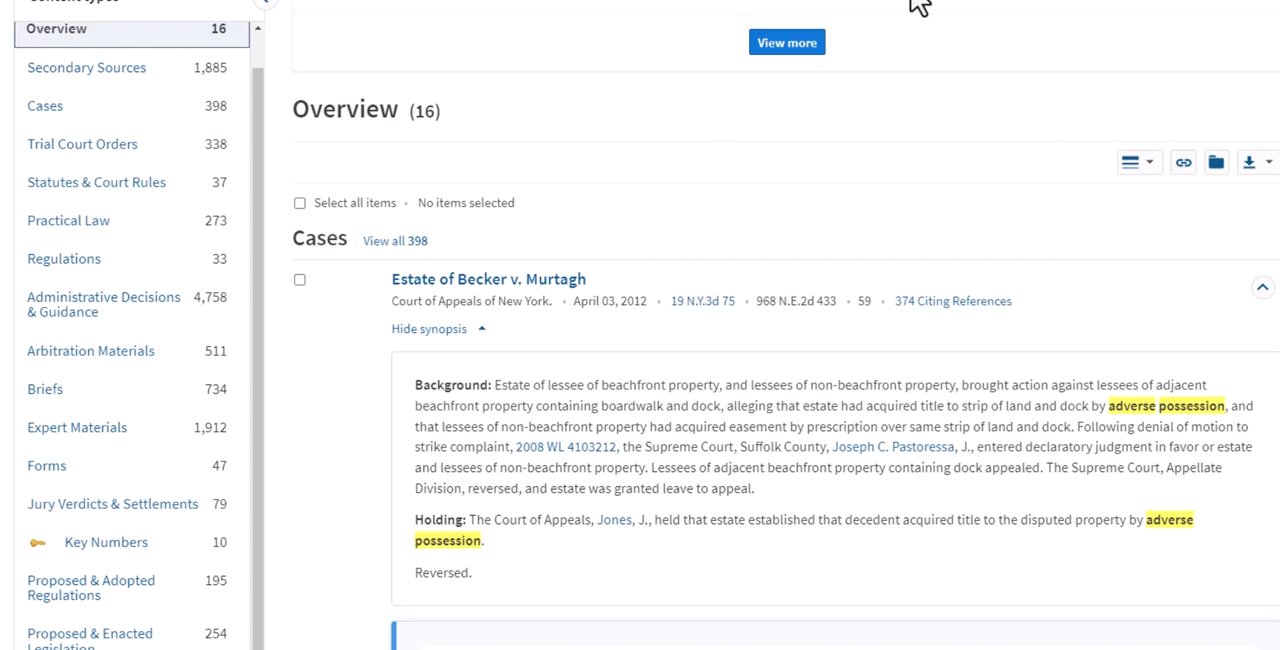 Content types
Overview 16
Secondary Sources 1,885
Cases 398
Trial Court Orders 338
Statutes & Court Rules 37
Practical Law 273
Regulations 33
Administrative Decisions 4,758
& Guidance
Arbitration Materials 511
Briefs 734
Expert Materials 1,912
Forms 47
Jury Verdicts & Settlements 79
Key Numbers 10
Proposed & Adopted 195
Regulations
Proposed & Enacted 254
Legislation
View more
Overview (16)
Select all items • No items selected
Cases View all 398
Estate of Becker v. Murtagh
Court of Appeals of New York. • April 03, 2012 • 19 N.Y.3d 75 • 968 N.E.2d 433 • 59 • 374 Citing References
Hide synopsis
Background: Estate of lessee of beachfront property, and lessees of non-beachfront property, brought action against lessees of adjacent
beachfront property containing boardwalk and dock, alleging that estate had acquired title to strip of land and dock by adverse possession, and
that lessees of non-beachfront property had acquired easement by prescription over same strip of land and dock. Following denial of motion to
strike complaint, 2008 WL 4103212, the Supreme Court, Suffolk County, Joseph C. Pastoressa, J., entered declaratory judgment in favor or estate
and lessees of non-beachfront property. Lessees of adjacent beachfront property containing dock appealed. The Supreme Court, Appellate
Division, reversed, and estate was granted leave to appeal.
Holding: The Court of Appeals, Jones, J., held that estate established that decedent acquired title to the disputed property by adverse
possession.
Reversed.